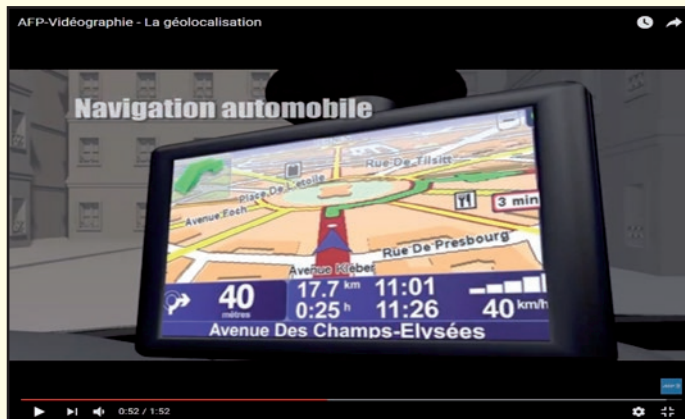 AFP-Vidéographie - La géolocalisation
Navigation automobile
Rue De Tilsitt
Place De L'etoile
Avenue Foch
3 min
Rue De Presbourg
Avenue Kléber
40 mètres
17.7 km 11:01
0:25 h 11:26
40 km/h
Avenue Des Champs-Elysées
0:52 / 1:52